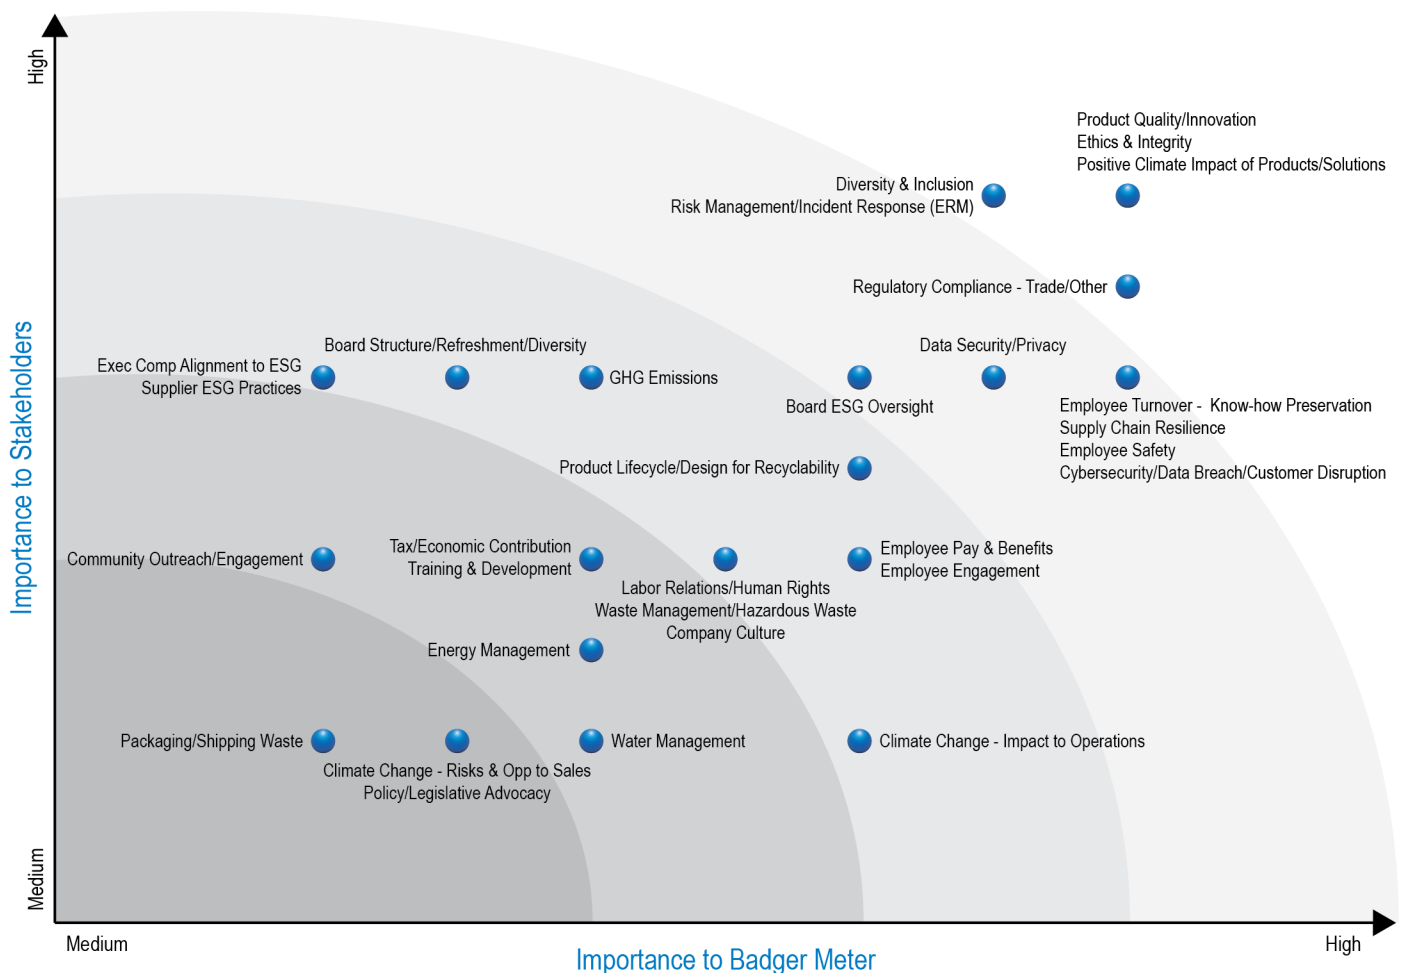 High
Product Quality/Innovation
Ethics & Integrity
Positive Climate Impact of Products/Solutions
Diversity & Inclusion
Risk Management/Incident Response (ERM)
Regulatory Compliance - Trade/Other
Exec Comp Alignment to ESG
Supplier ESG Practices
Board Structure/Refreshment/Diversity
GHG Emissions
Board ESG Oversight
Data Security/Privacy
Employee Turnover - Know-how Preservation
Supply Chain Resilience
Employee Safety
Cybersecurity/Data Breach/Customer Disruption
Product Lifecycle/Design for Recyclability
Importance to Stakeholders
Community Outreach/Engagement
Tax/Economic Contribution
Training & Development
Labor Relations/Human Rights
Waste Management/Hazardous Waste
Company Culture
Employee Pay & Benefits
Employee Engagement
Energy Management
Packaging/Shipping Waste
Climate Change - Risks & Opp to Sales
Policy/Legislative Advocacy
Water Management
Climate Change - Impact to Operations
Medium
Medium
High
Importance to Badger Meter